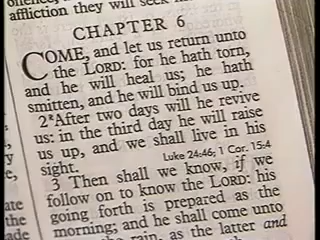 affliction they will seek
CHAPTER 6
COME, and let us return unto
the LORD: for he hath torn,
and he will heal us; he hath
smitten, and he will bind us up.
2*After two days will he revive
us: in the third day he will raise
us up, and we shall live in his
sight.
Luke 24:46; 1 Cor. 15:4
3 Then shall we know, if we
follow on to know the LORD: his
going forth is prepared as the
morning; and he shall come unto
the rain, as the latter and